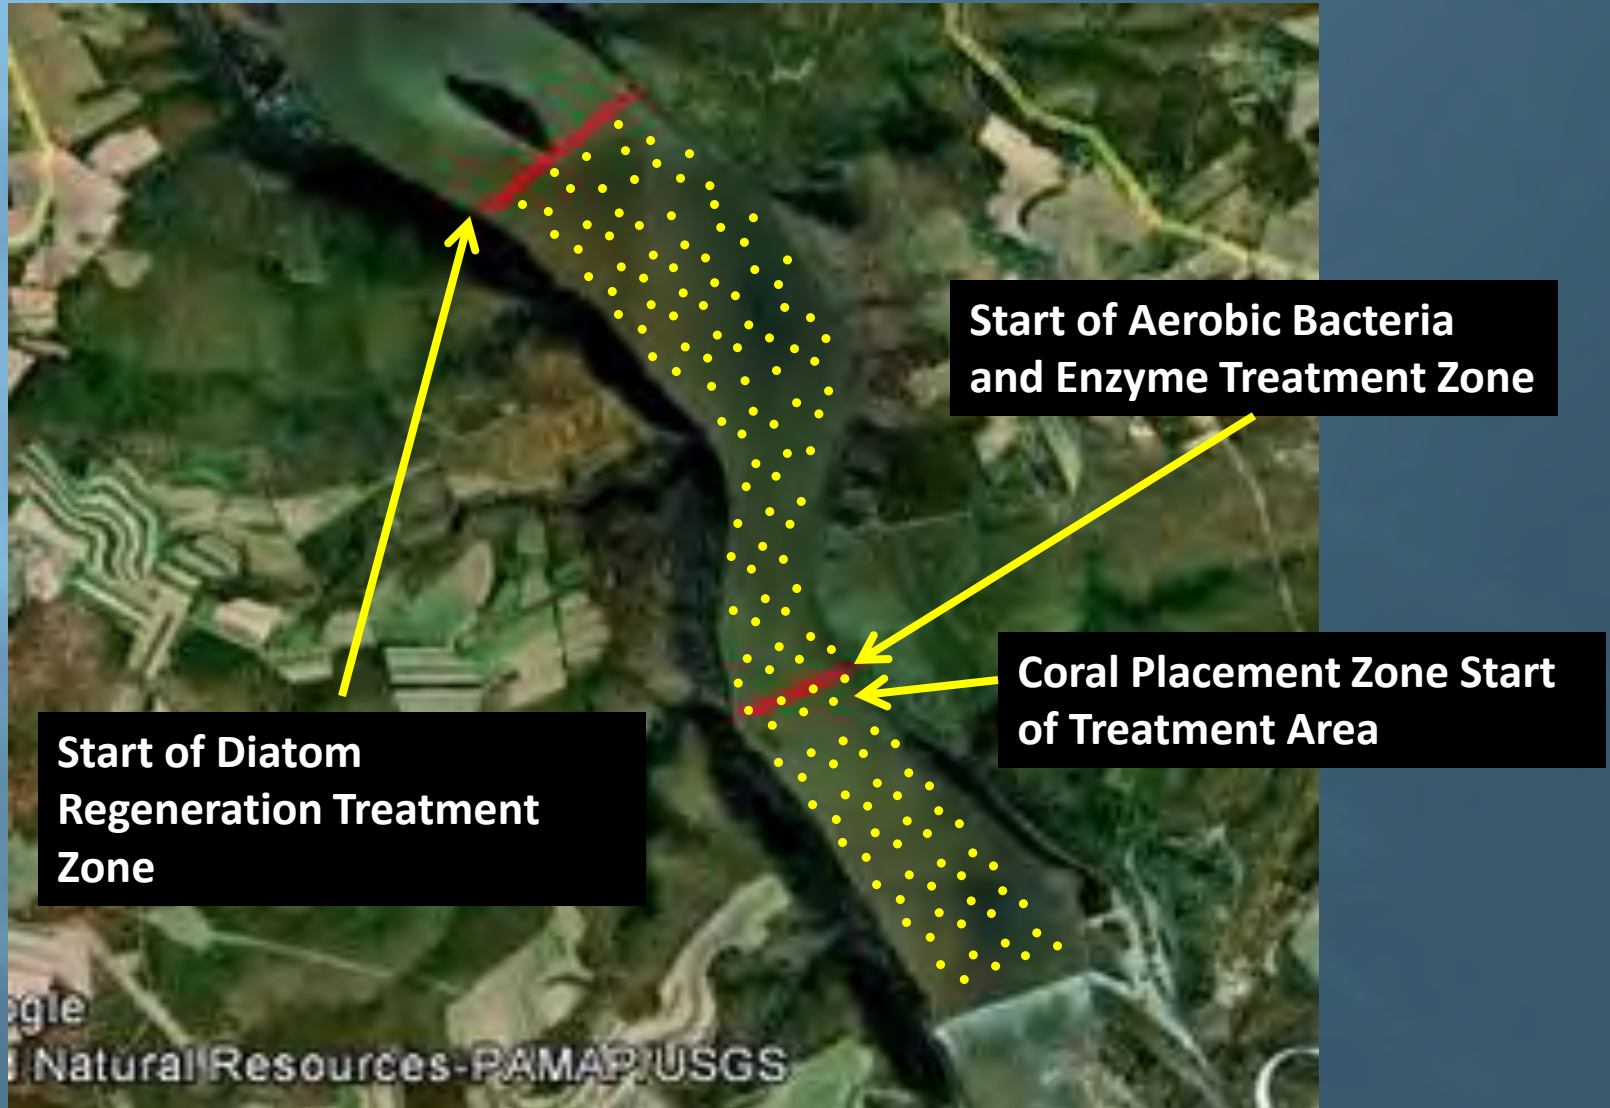 Start of Aerobic Bacteria
and Enzyme Treatment Zone
Coral Placement Zone Start
of Treatment Area
Start of Diatom
Regeneration Treatment
Zone
gle
Natural Resources-PAMAP/USGS